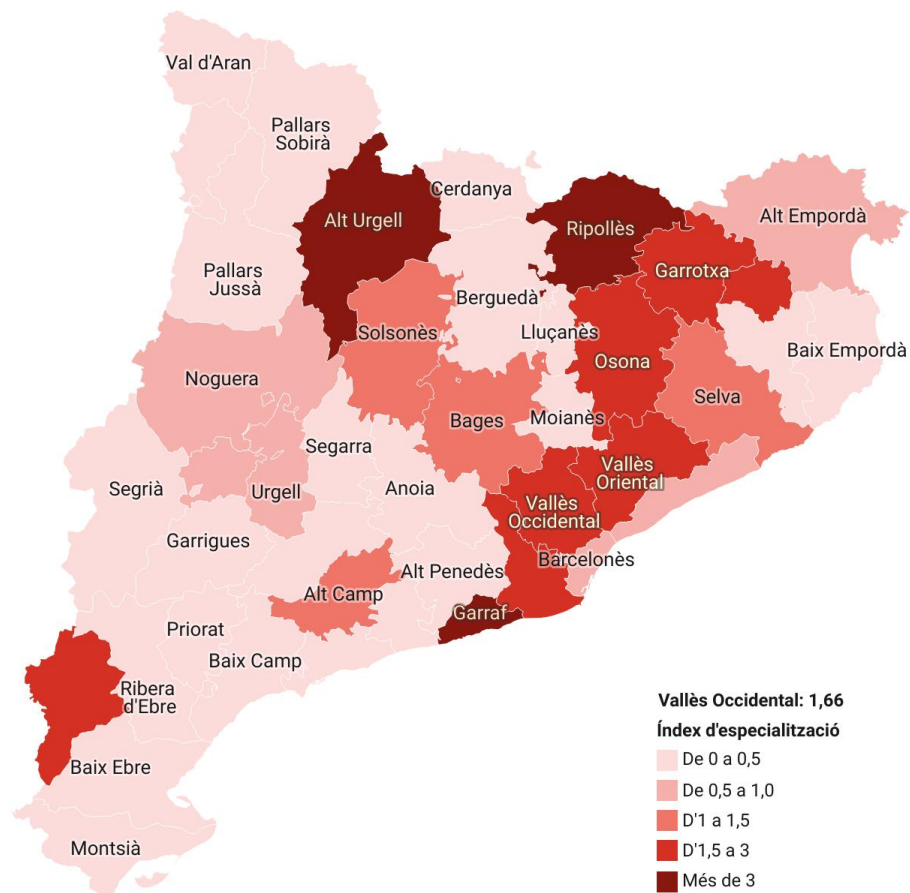 Val d'Aran
Pallars
Sobirà
Cerdanya
Alt Urgell
Ripollès
Alt Empordà
Garrotxa
Pallars
Jussà
Berguedà
Solsonès
Lluçanès
Baix Empordà
Osona
Noguera
Selva
Bages
Moianès
Segarra
Vallès
Oriental
Segrià
Urgell
Anoia
Vallès
Occidental
Garrigues
Barcelonès
Alt Penedès
Alt Camp
Garraf
Priorat
Baix Camp
Ribera
d'Ebre
Baix Ebre
Montsià
Vallès Occidental: 1,66
Índex d'especialització
De 0 a 0,5
De 0,5 a 1,0
D'1 a 1,5
D'1,5 a 3
Més de 3